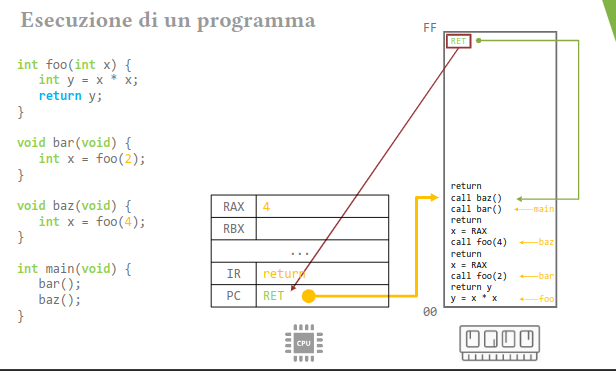 Esecuzione di un programma
int foo(int x) {
int y = x * x;
return y;
}
void bar(void) {
int x = foo(2);
}
void baz(void) {
int x = foo(4);
}
int main(void) {
bar();
baz();
}
RAX 4
RBX
...
IR return
PC RET
CPU
FF
RET
return
call baz()
call bar() main
return
x = RAX
call foo(4) baz
return
x = RAX
call foo(2) bar
return y
y = x * x foo
00